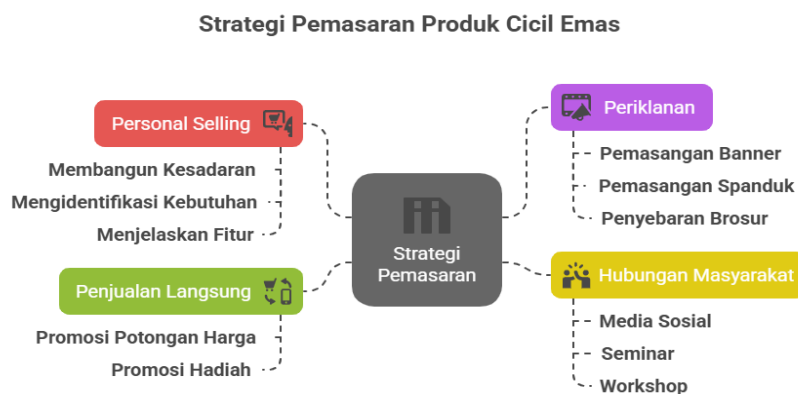 Strategi Pemasaran Produk Cicil Emas
Personal Selling
Membangun Kesadaran
Mengidentifikasi Kebutuhan
Menjelaskan Fitur
Penjualan Langsung
Promosi Potongan Harga
Promosi Hadiah
Strategi
Pemasaran
Periklanan
Pemasangan Banner
Pemasangan Spanduk
Penyebaran Brosur
Hubungan Masyarakat
Media Sosial
Seminar
Workshop